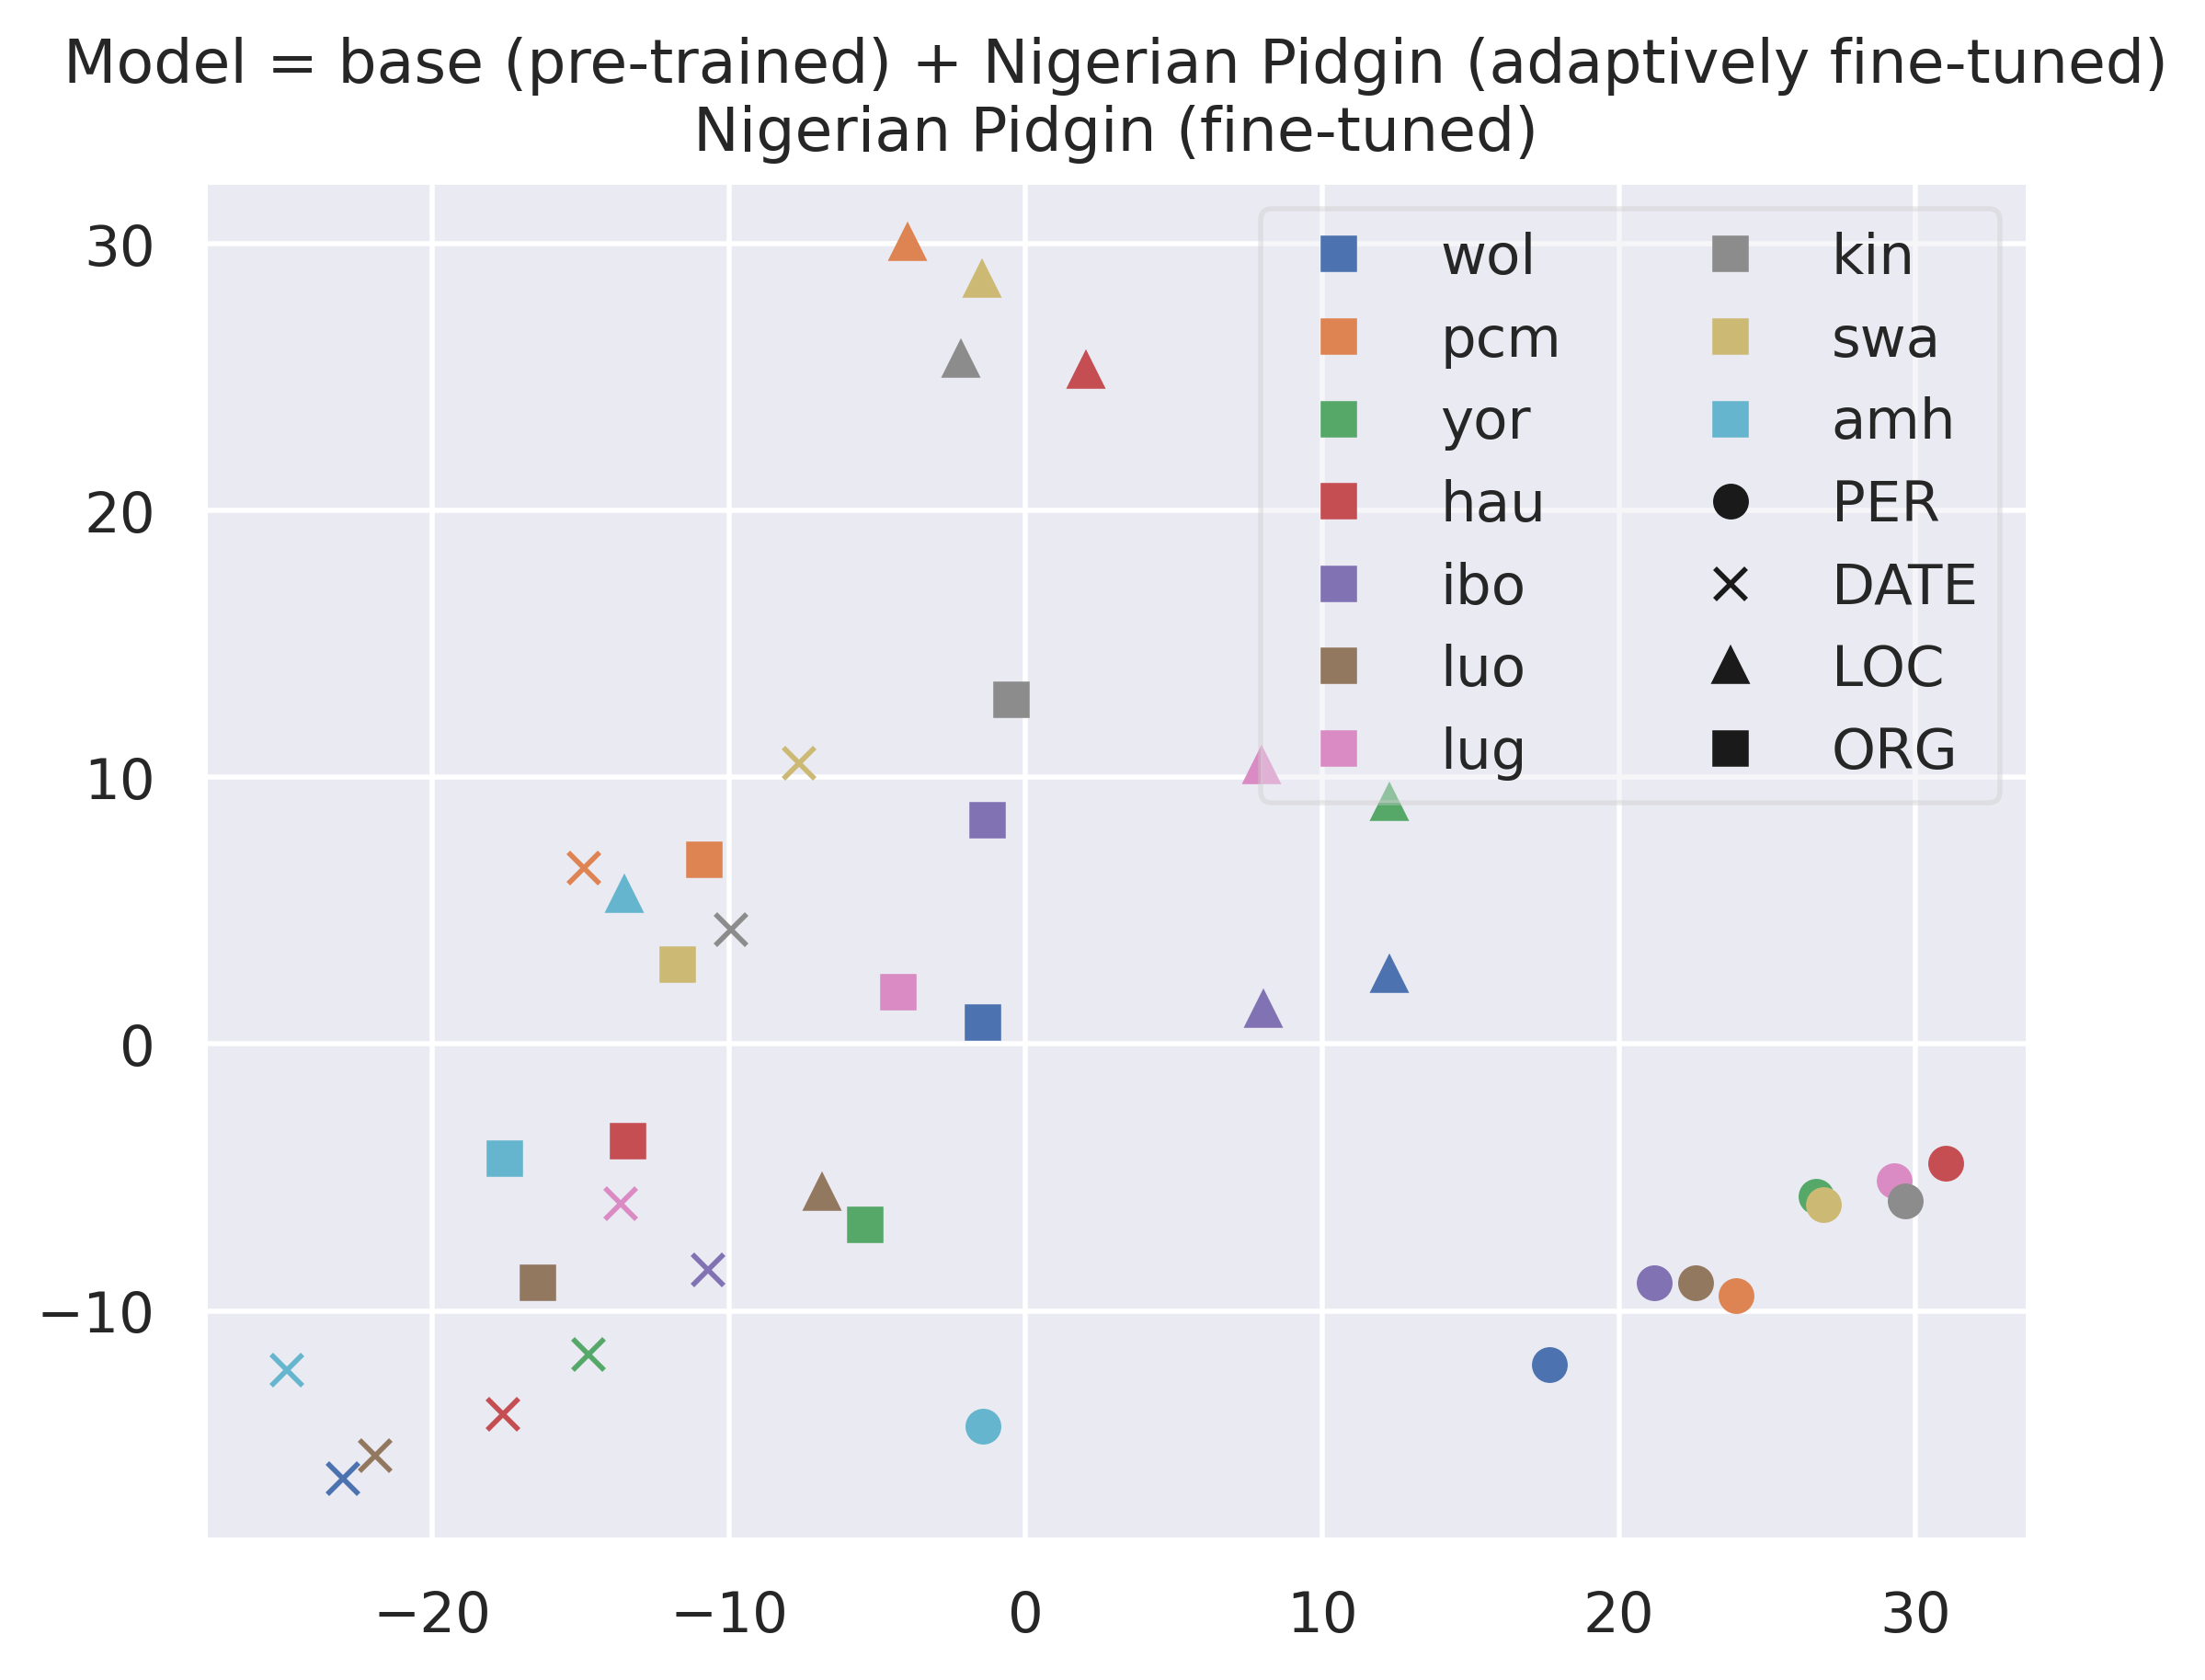 Model = base (pre-trained) + Nigerian Pidgin (adaptively fine-tuned)
Nigerian Pidgin (fine-tuned)
30
20
10
0
−10
wol
pcm
yor
hau
ibo
luo
lug
kin
swa
amh
PER
DATE
LOC
ORG
−20
−10
0
10
20
30